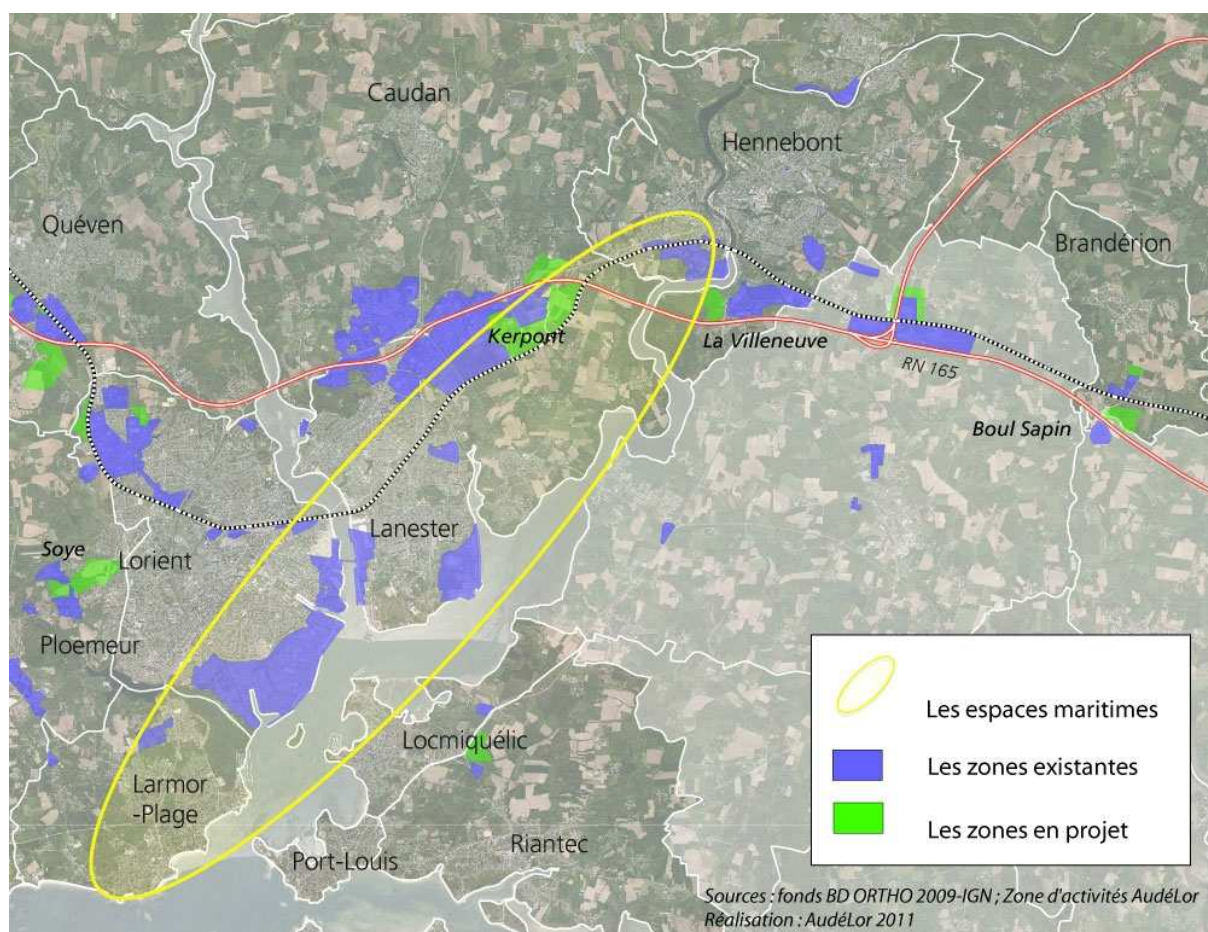 Caudan
Hennebont
Quéven
Brandérion
Kerpont
La Villeneuve
RN 165
Boul Sapin
Lanester
Soye
Lorient
Ploemeur
Les espaces maritimes
Locmiquélic
Les zones existantes
Larmor
-Plage
Les zones en projet
Riantec
Port-Louis
Sources : fonds BD ORTHO 2009-IGN ; Zone d'activités AudéLor
Réalisation : AudéLor 2011